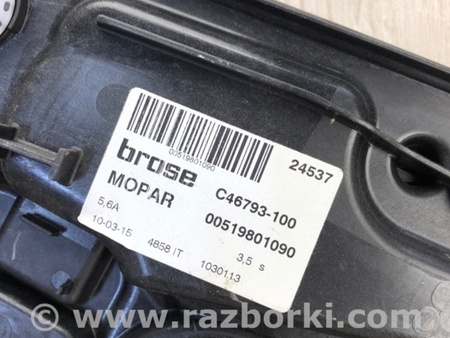 00519801090
24537
brose
C46793-100
MOPAR
00519801090
5,6A
3,5 s
10-03-15
4858 IT
1030113
www.razborki.com